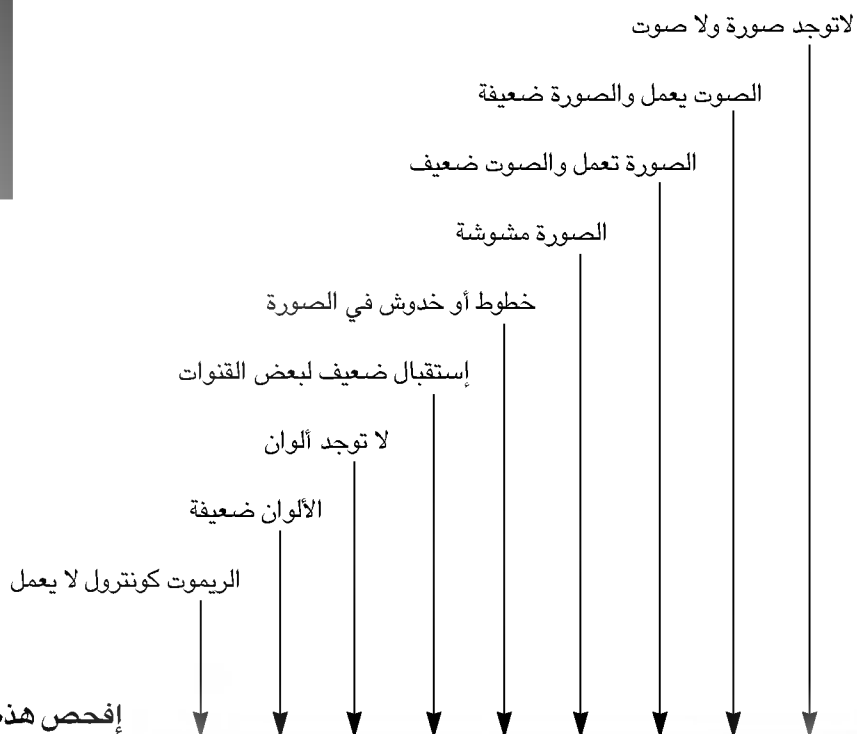 لاتوجد صورة ولا صوت
الصوت يعمل والصورة ضعيفة
الصورة تعمل والصوت ضعيف
الصورة مشوشة
خطوط أو خدوش في الصورة
إستقبال ضعيف لبعض القنوات
لا توجد ألوان
الألوان ضعيفة
الريموت كونترول لا يعمل
إفحص